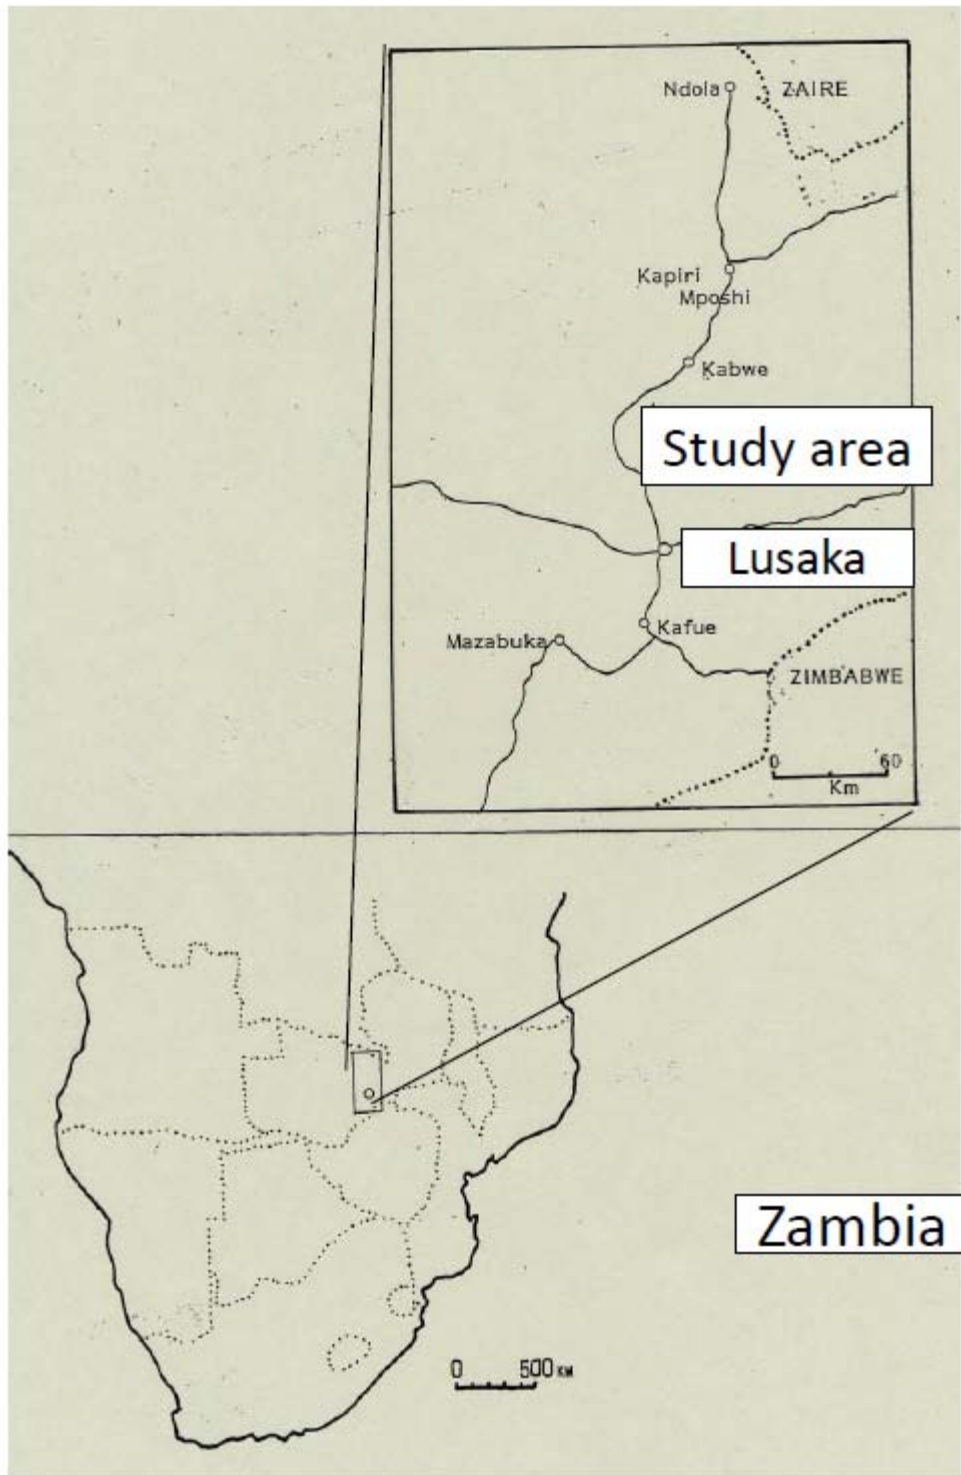 Ndola
ZAIRE
Kapiri
Mposhi
Kabwe
Study area
Lusaka
Kafue
Mazabuka
ZIMBABWE
0 60
Km
Zambia
0 500 KM